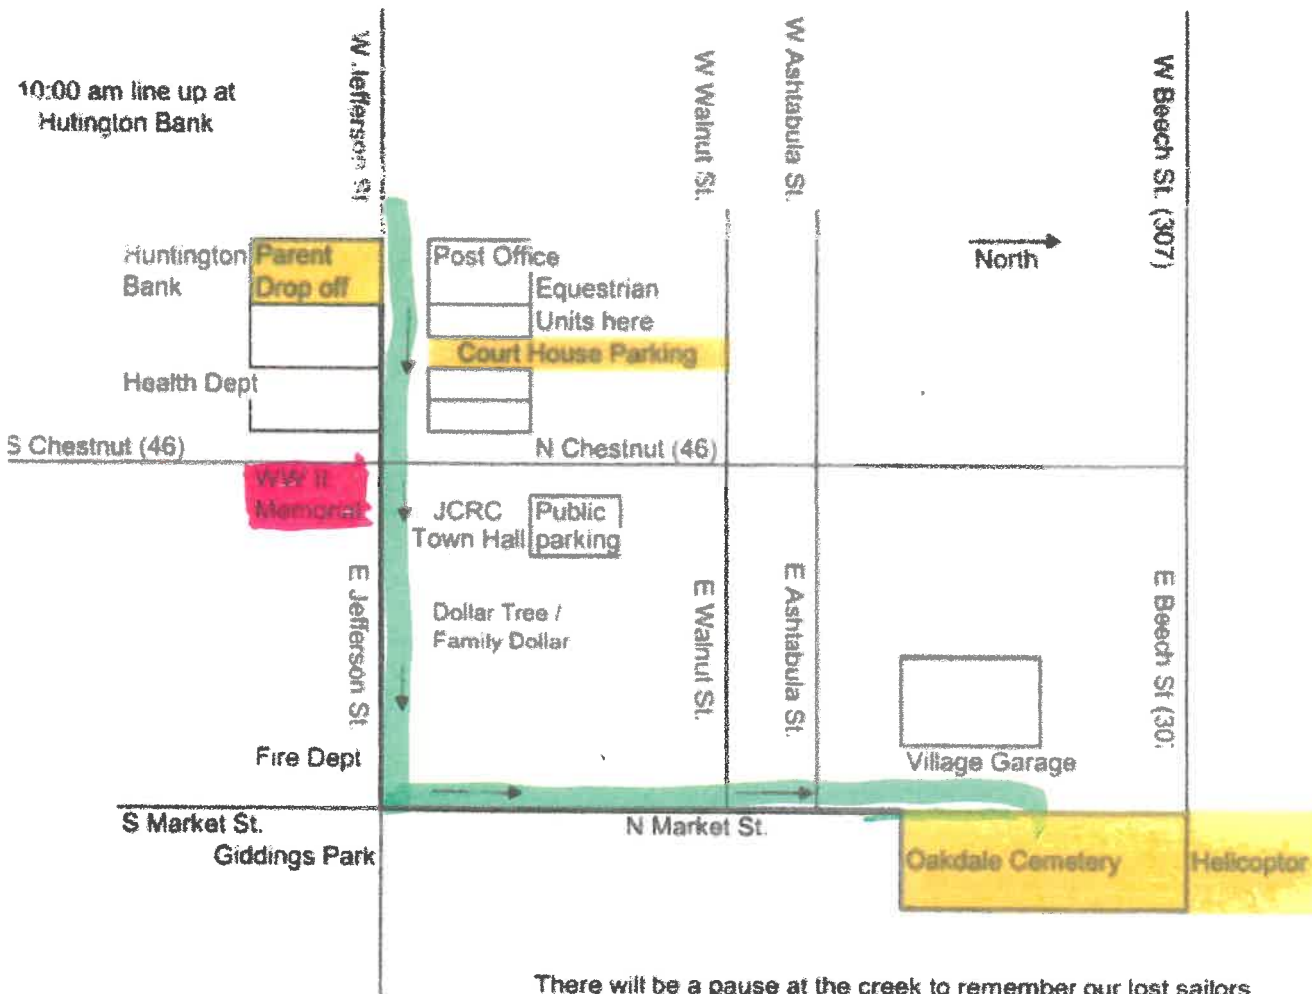 10:00 am line up at
Hutington Bank
W Jefferson St
W Walnut St.
W Ashtabula St.
W Beech St. (307)
North
Huntington
Bank
Parent
Drop off
Post Office
Equestrian
Units here
Court House Parking
Health Dept
S Chestnut (46)
N Chestnut (46)
WW II
Memorial
JCRC
Town Hall
Public
parking
E Jefferson St.
Dollar Tree /
Family Dollar
E Walnut St.
E Ashtabula St.
E Beech St (30
Fire Dept
Village Garage
S Market St.
N Market St.
Giddings Park
Oakdale Cemetery
Helicoptor
There will be a pause at the creek to remember our lost sailors